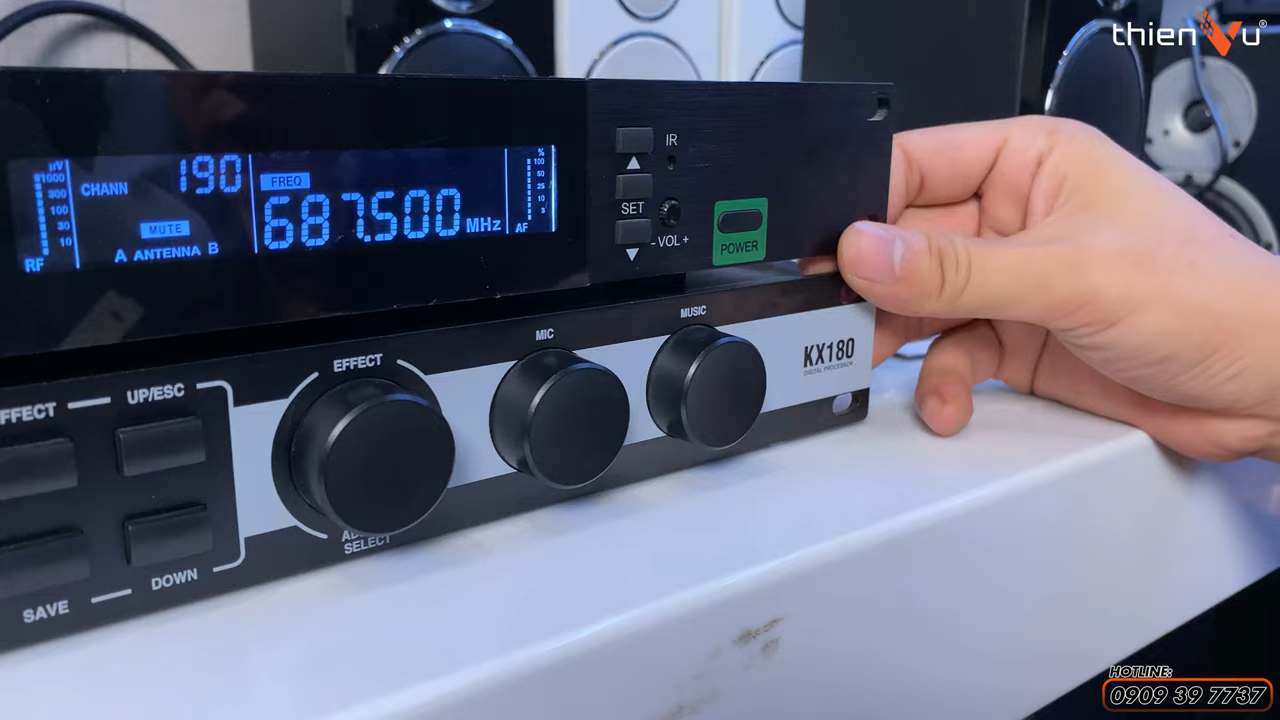 thienVu®
µV
1000
300
100
30
10
RF
CHANN 190
MUTE
A ANTENNA B
FREQ
687.500 MHz
%
100
50
25
10
3
AF
IR
SET
- VOL +
POWER
EFFECT
MIC
MUSIC
KX180
DIGITAL PROCESSOR
FFECT
UP/ESC
SELECT
SAVE
DOWN
HOTLINE:
0909 39 7737